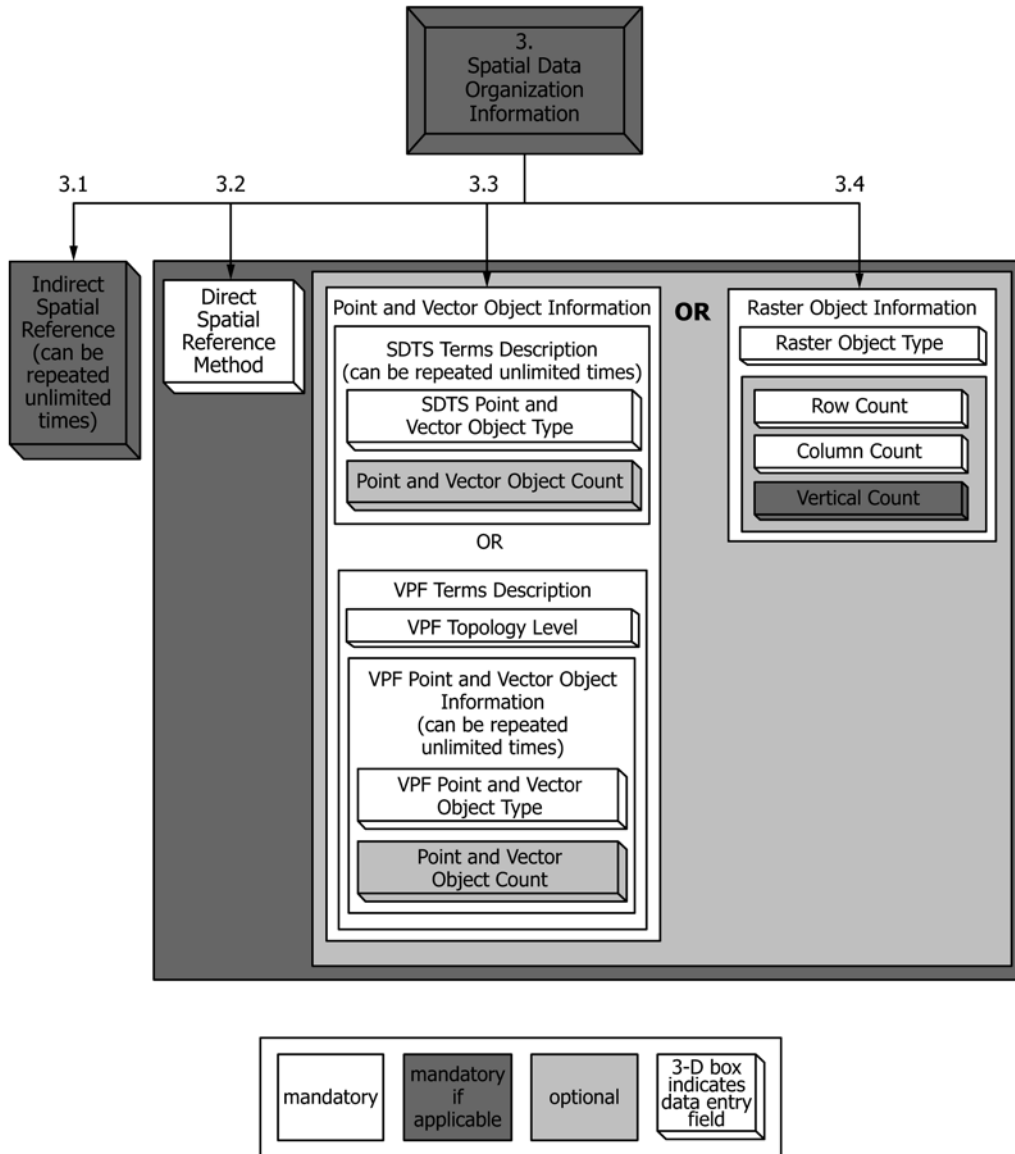 3.
Spatial Data
Organization
Information
3.1
3.2
3.3
3.4
Indirect
Spatial
Reference
(can be
repeated
unlimited
times)
Direct
Spatial
Reference
Method
Point and Vector Object Information
SDTS Terms Description
(can be repeated unlimited times)
SDTS Point and
Vector Object Type
Point and Vector Object Count
OR
VPF Terms Description
VPF Topology Level
VPF Point and Vector Object
Information
(can be repeated
unlimited times)
VPF Point and Vector
Object Type
Point and Vector
Object Count
OR
Raster Object Information
Raster Object Type
Row Count
Column Count
Vertical Count
mandatory
mandatory
if
applicable
optional
3-D box
indicates
data entry
field